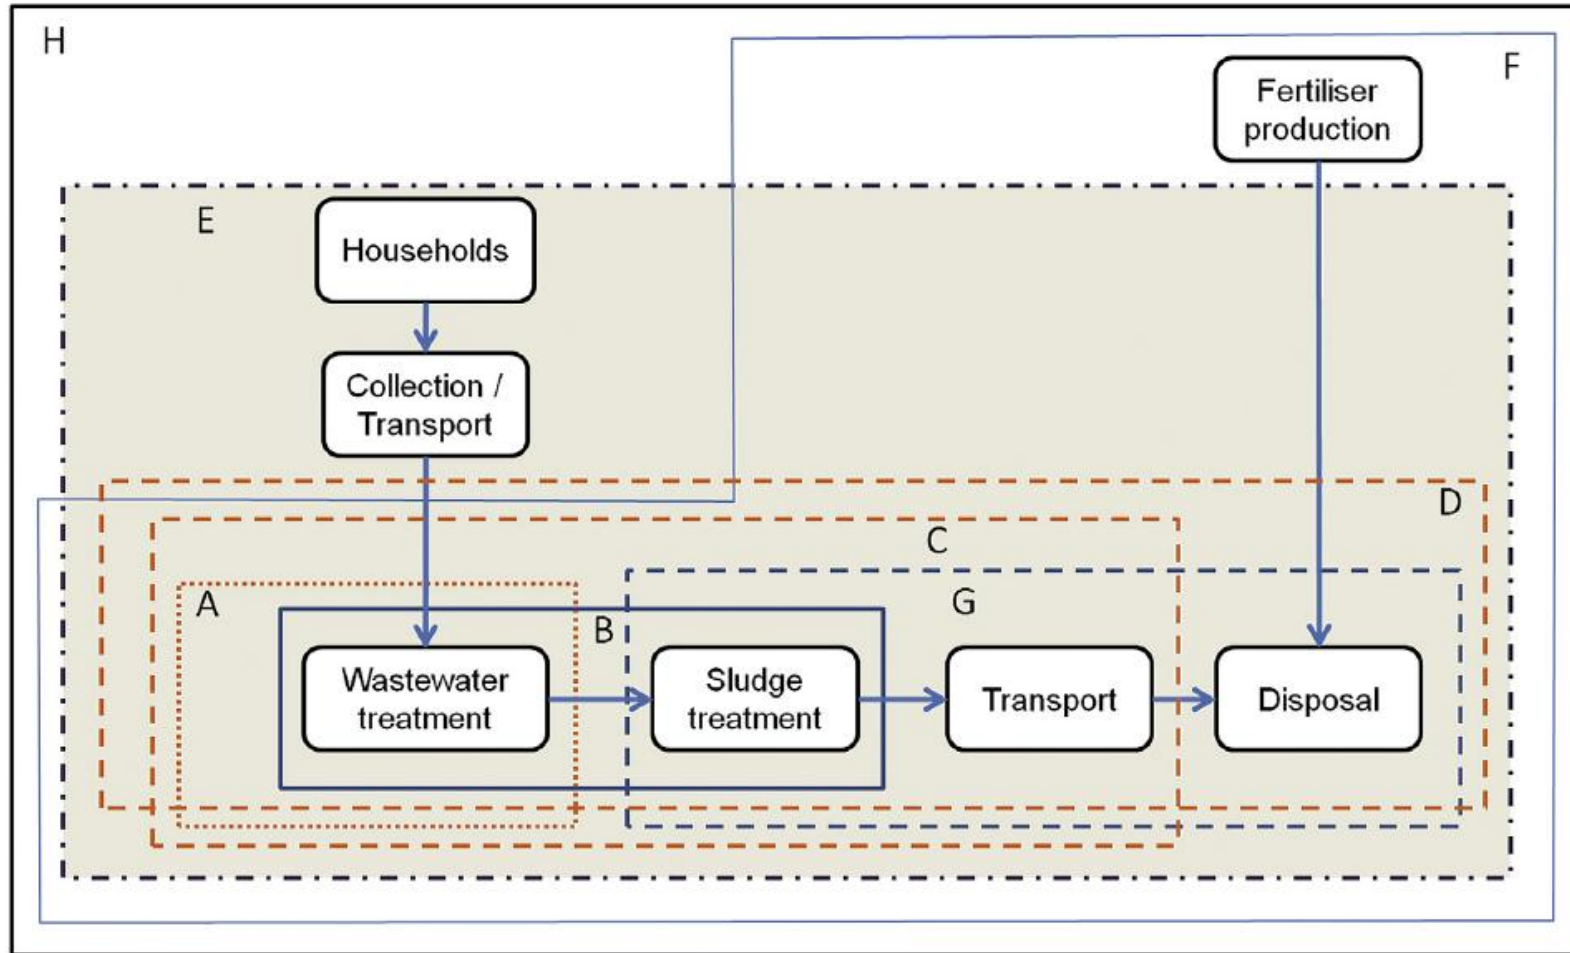 H
F
Fertiliser
production
E
Households
Collection /
Transport
D
C
A
B
G
Wastewater
treatment
Sludge
treatment
Transport
Disposal